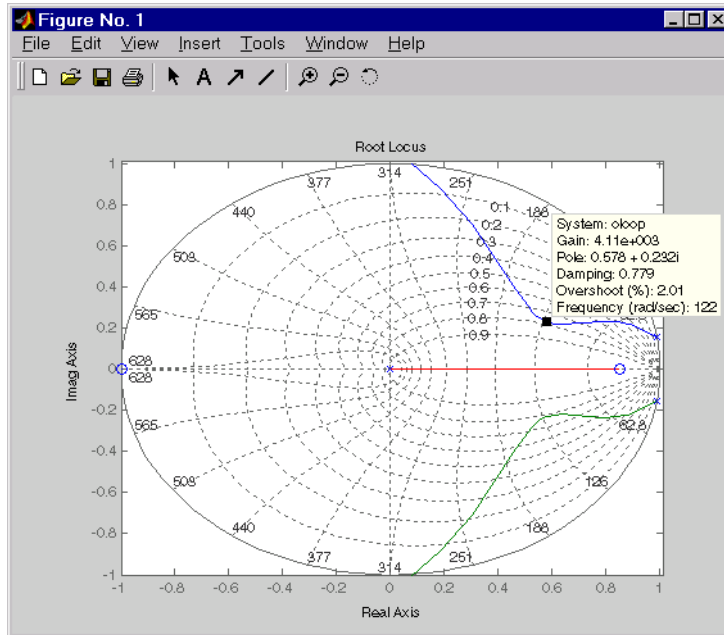 Figure No. 1
File Edit View Insert Tools Window Help
A
Root Locus
1
0.8
0.6
0.4
0.2
0
-0.2
-0.4
-0.6
-0.8
-1
Imag Axis
-1 -0.8 -0.6 -0.4 -0.2 0 0.2 0.4 0.6 0.8 1
Real Axis
314
377
251
440
188
503
565
628
628
565
503
440
377
314
251
188
126
62.8
0.1
0.2
0.3
0.4
0.5
0.6
0.7
0.8
0.9
System: oloop
Gain: 4.11e+003
Pole: 0.578 + 0.232i
Damping: 0.779
Overshoot (%): 2.01
Frequency (rad/sec): 122